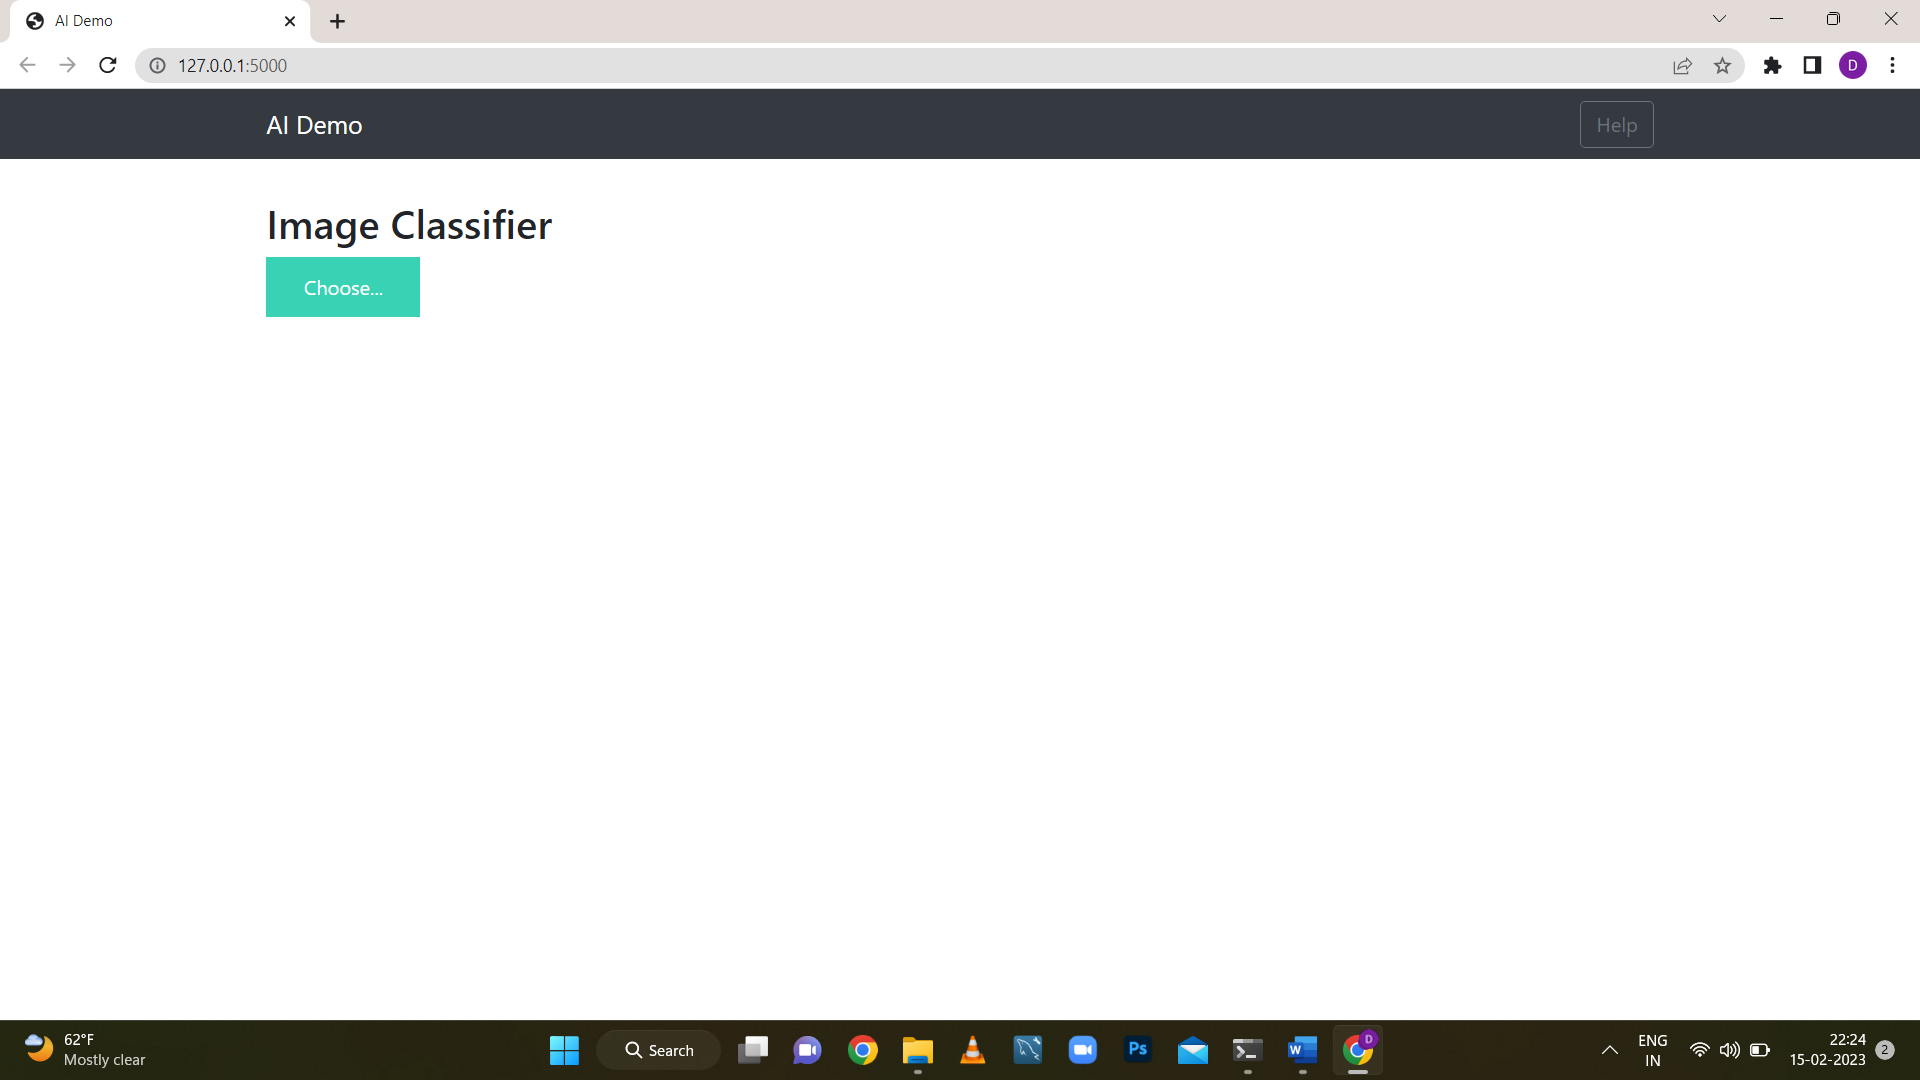 AI Demo
127.0.0.1:5000
D
AI Demo
Help
Image Classifier
Choose...
62°F
Mostly clear
Search
Ps
W
D
ENG
IN
22:24
15-02-2023
2